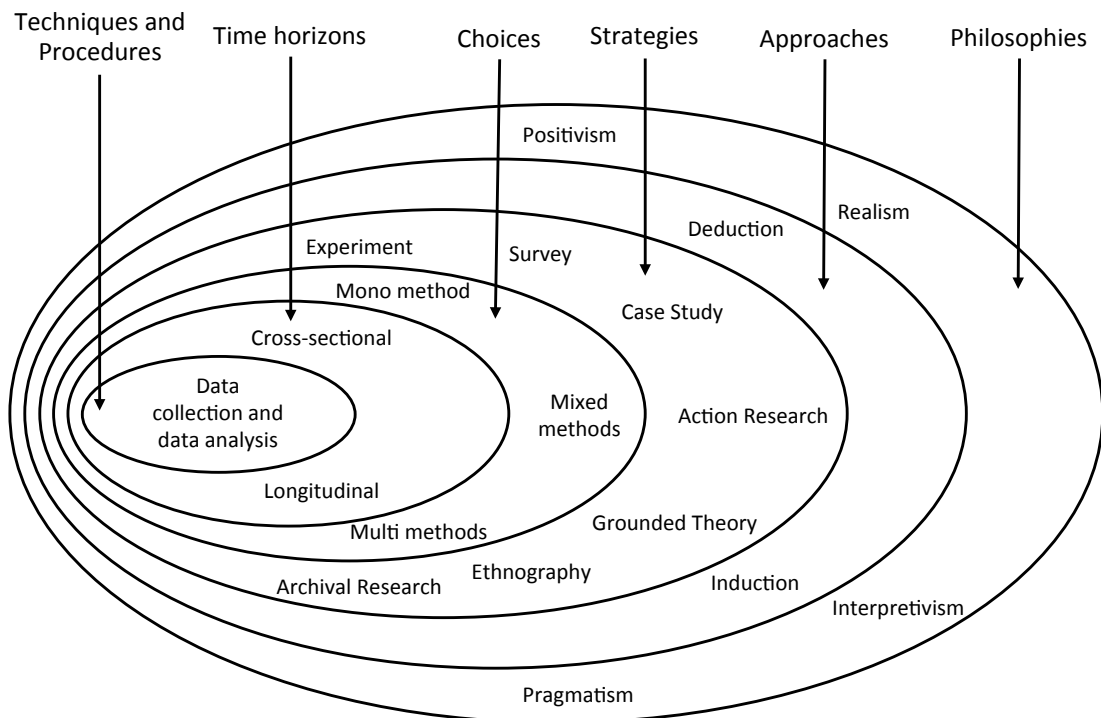 Techniques and
Procedures
Time horizons
Choices
Strategies
Approaches
Philosophies
Positivism
Realism
Deduction
Experiment
Survey
Mono method
Case Study
Cross-sectional
Data
collection and
data analysis
Mixed
methods
Action Research
Longitudinal
Multi methods
Grounded Theory
Ethnography
Archival Research
Induction
Interpretivism
Pragmatism